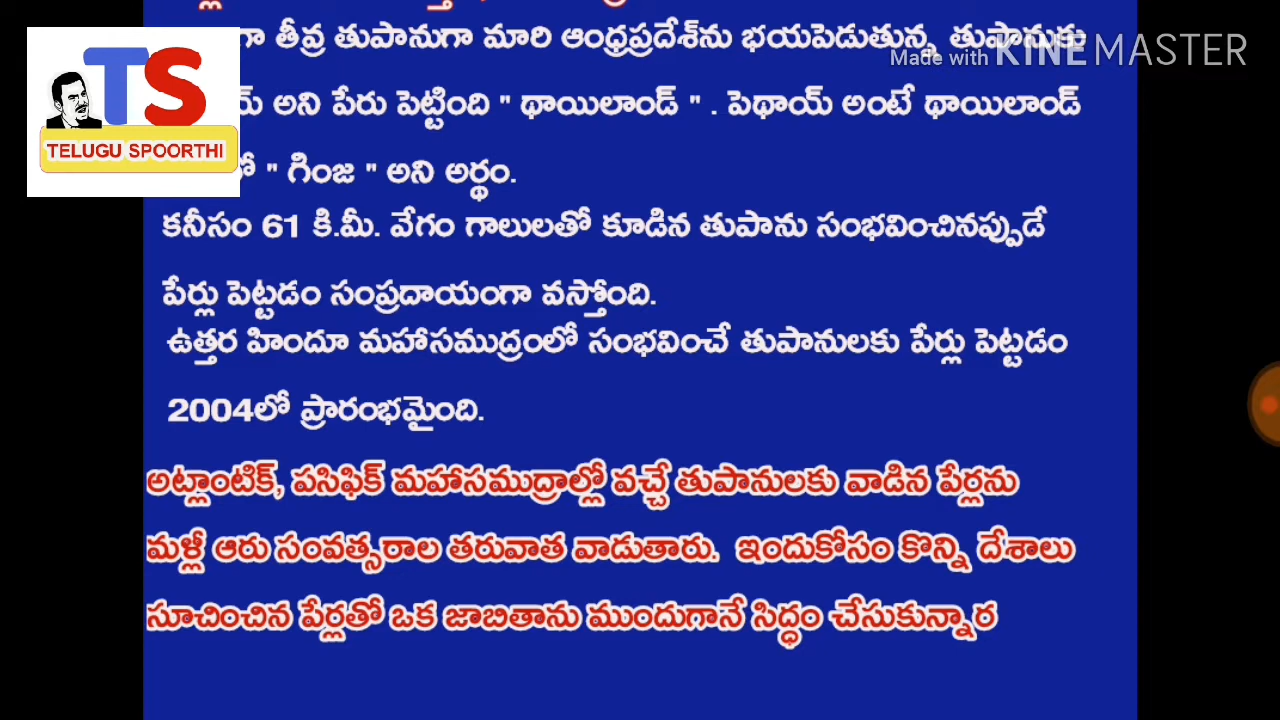 తీవ్ర తుపానుగా మారి ఆంధ్రప్రదేశ్‌ను భయపెడుతున్న తుపానుకు
Made with KINEMASTER
అని పేరు పెట్టింది " థాయిలాండ్ " . పెథాయ్ అంటే థాయిలాండ్
TS
TELUGU SPOORTHI
" గింజ " అని అర్థం.
కనీసం 61 కి.మీ. వేగం గాలులతో కూడిన తుపాను సంభవించినప్పుడే
పేర్లు పెట్టడం సంప్రదాయంగా వస్తోంది.
ఉత్తర హిందూ మహాసముద్రంలో సంభవించే తుపానులకు పేర్లు పెట్టడం
2004లో ప్రారంభమైంది.
అట్లాంటిక్, పసిఫిక్ మహాసముద్రాల్లో వచ్చే తుపానులకు వాడిన పేర్లను
మళ్లీ ఆరు సంవత్సరాల తరువాత వాడుతారు. ఇందుకోసం కొన్ని దేశాలు
సూచించిన పేర్లతో ఒక జాబితాను ముందుగానే సిద్ధం చేసుకున్నార